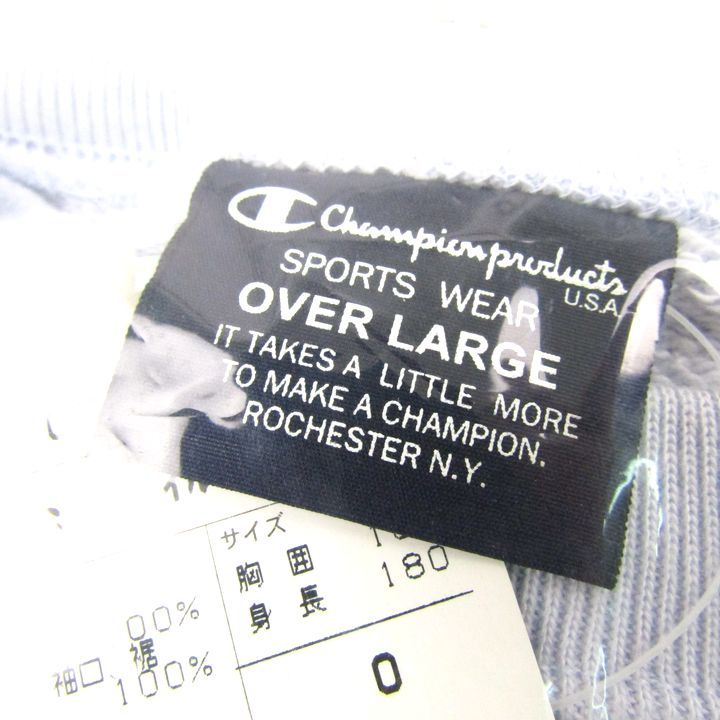 Champion products
U.S.A.
SPORTS WEAR
OVER LARGE
IT TAKES A LITTLE MORE
TO MAKE A CHAMPION.
ROCHESTER N.Y.
サイズ
胸囲
身長 180
00%
袖口、裾
100%
0